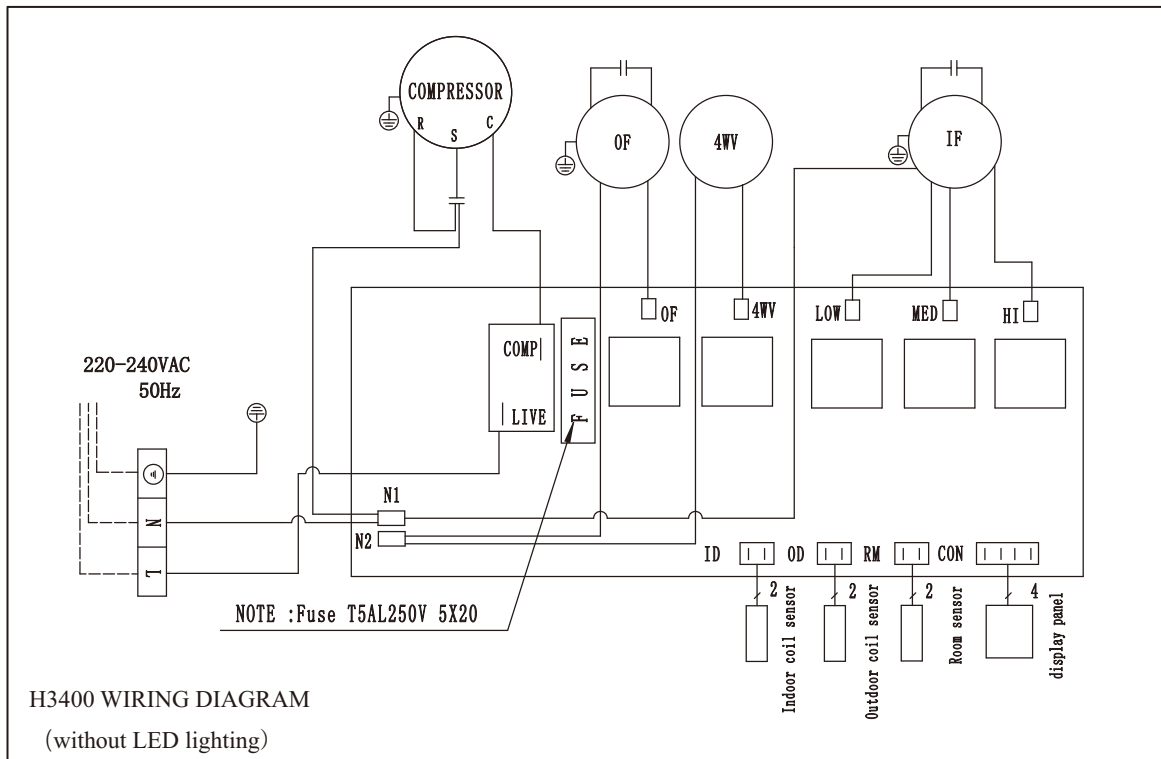 COMPRESSOR
R
S
C
OF
4WV
IF
OF
4WV
LOW
MED
HI
COMP
LIVE
FUSE
220-240VAC
50Hz
N
L
N1
N2
ID
OD
RM
CON
2
2
2
4
Indoor coil sensor
Outdoor coil sensor
Room sensor
display panel
NOTE :Fuse T5AL250V 5X20
H3400 WIRING DIAGRAM
(without LED lighting)